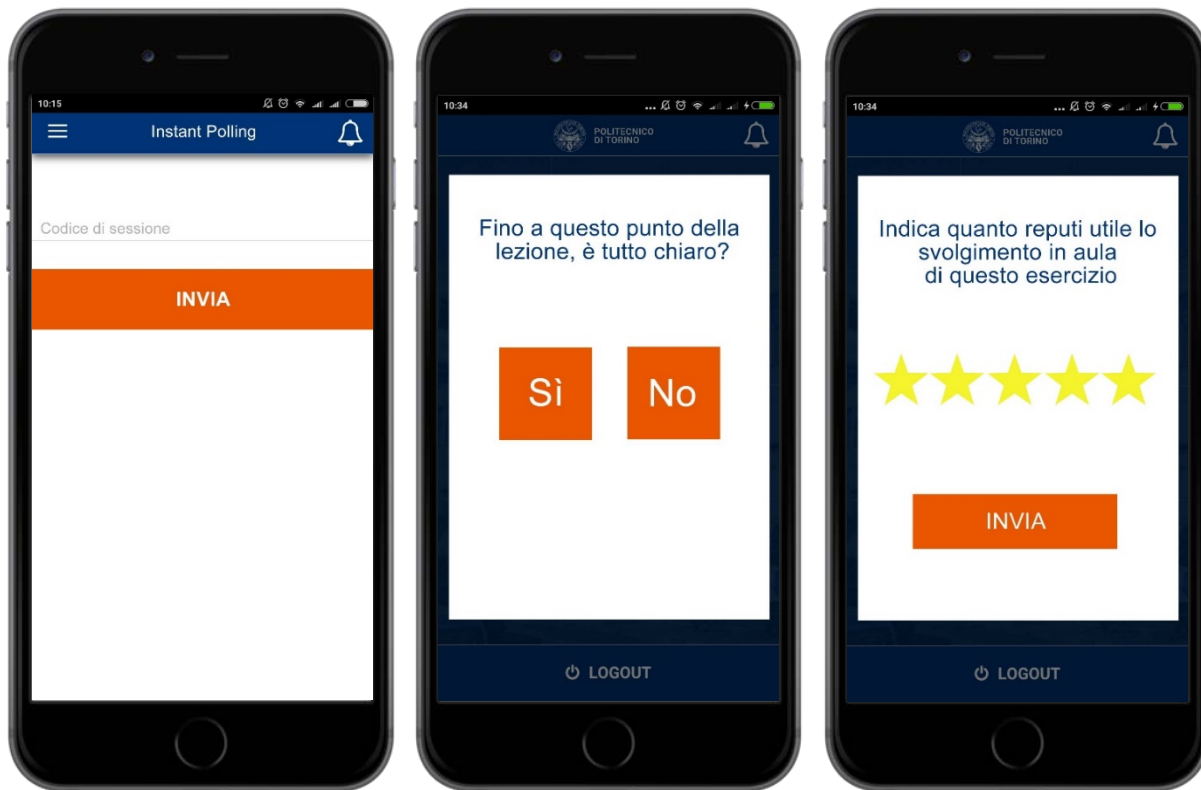 10:15
Instant Polling
Codice di sessione
INVIA
10:34
POLITECNICO
DI TORINO
Fino a questo punto della
lezione, è tutto chiaro?
Sì
No
LOGOUT
10:34
POLITECNICO
DI TORINO
Indica quanto reputi utile lo
svolgimento in aula
di questo esercizio
INVIA
LOGOUT